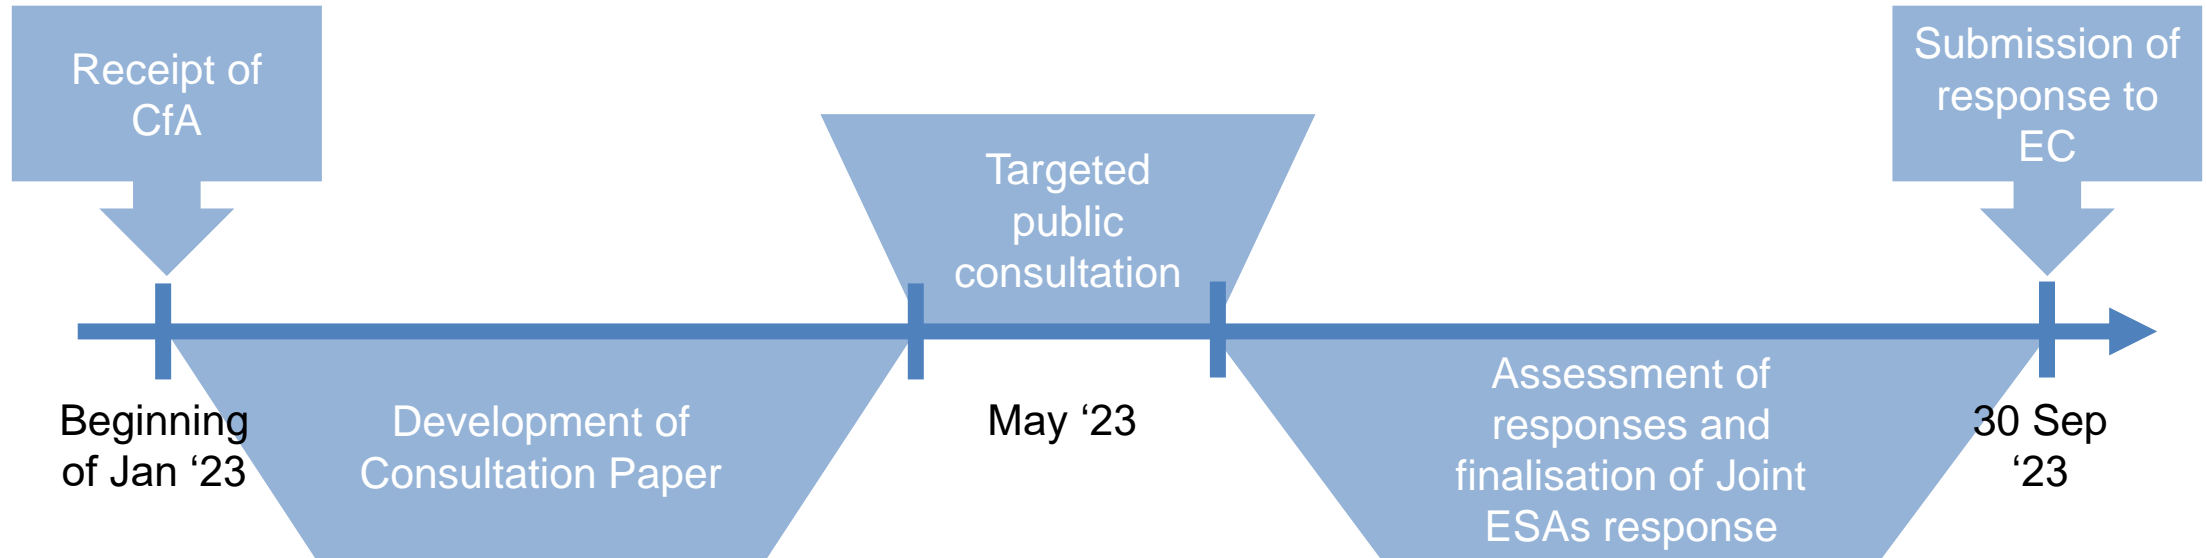 Receipt of
CfA
Submission of
response to
EC
Targeted
public
consultation
Beginning
of Jan ‘23
Development of
Consultation Paper
May ‘23
Assessment of
responses and
finalisation of Joint
ESAs response
30 Sep
‘23